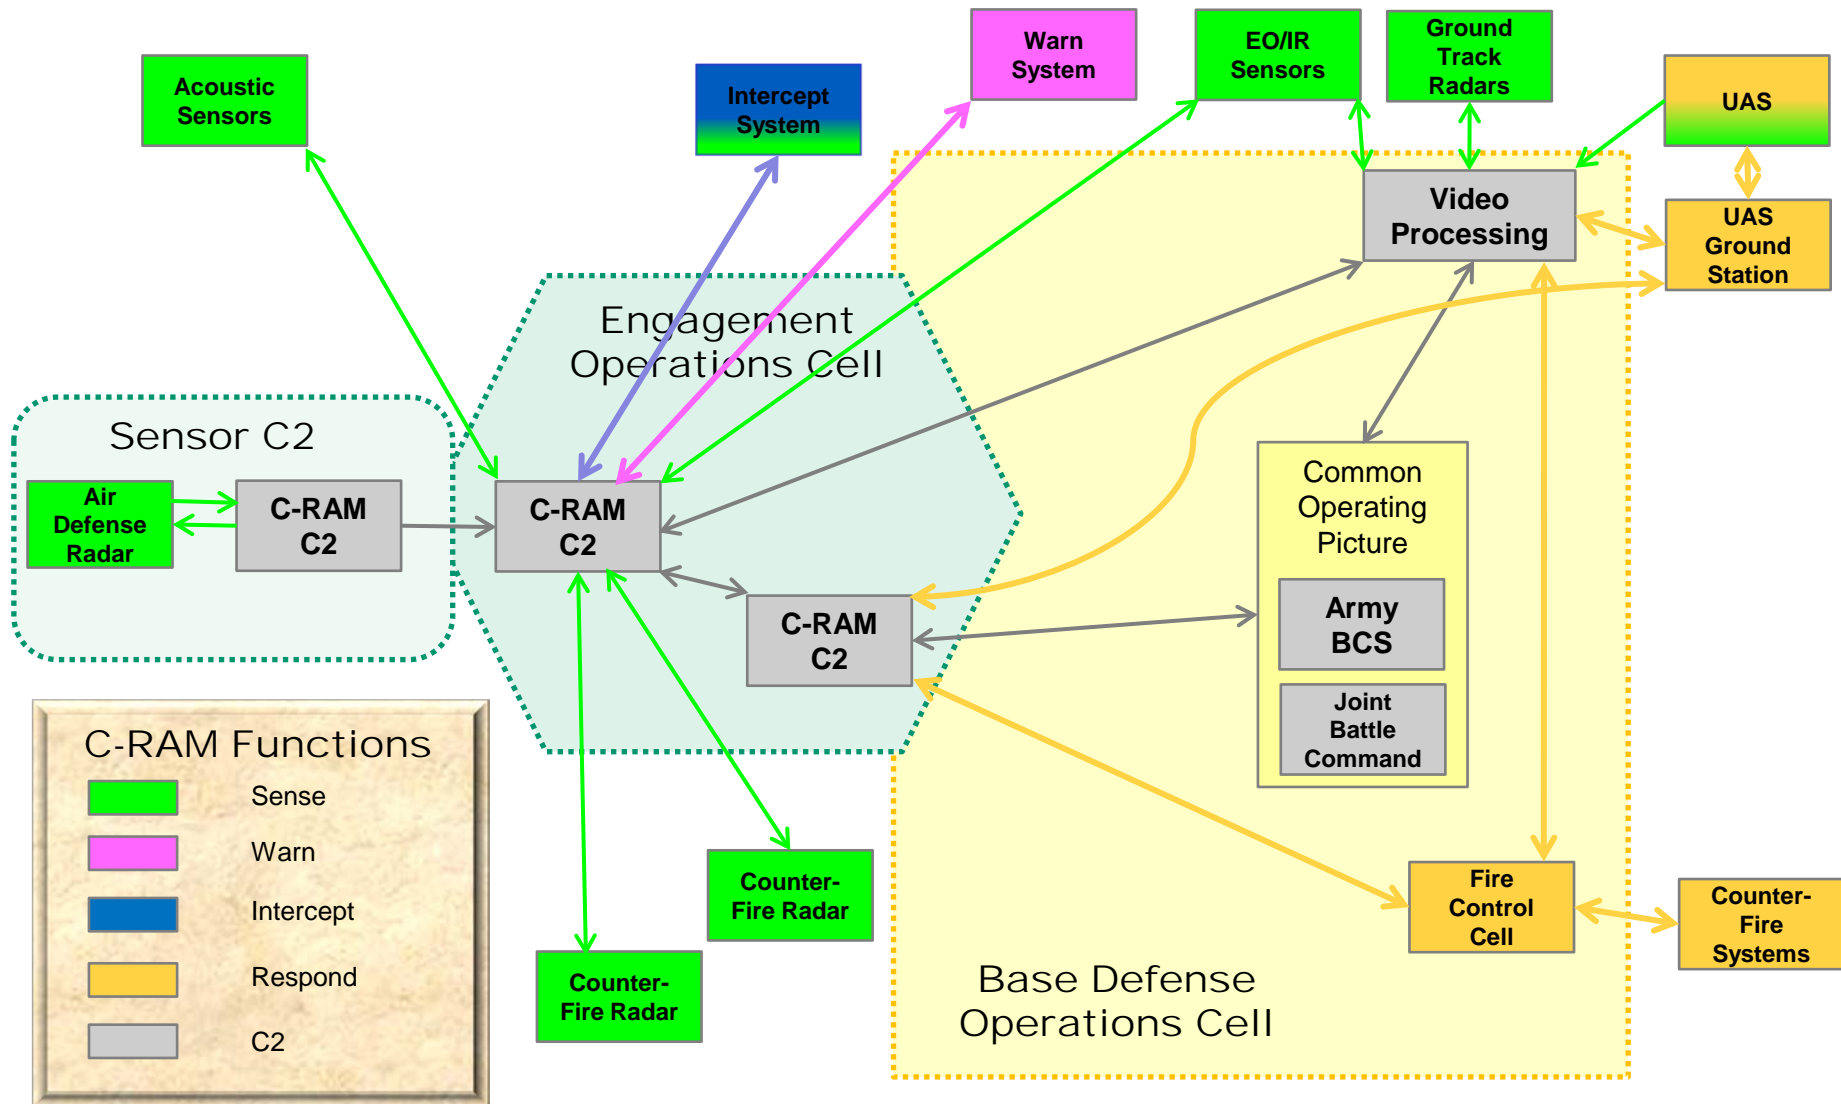 Warn
System
EO/IR
Sensors
Ground
Track
Radars
Acoustic
Sensors
Intercept
System
UAS
Video
Processing
UAS
Ground
Station
Engagement
Operations Cell
Sensor C2
Air
Defense
Radar
C-RAM
C2
C-RAM
C2
C-RAM
C2
Common
Operating
Picture
Army
BCS
Joint
Battle
Command
C-RAM Functions
Sense
Warn
Intercept
Respond
C2
Counter-
Fire Radar
Counter-
Fire Radar
Fire
Control
Cell
Counter-
Fire
Systems
Base Defense
Operations Cell